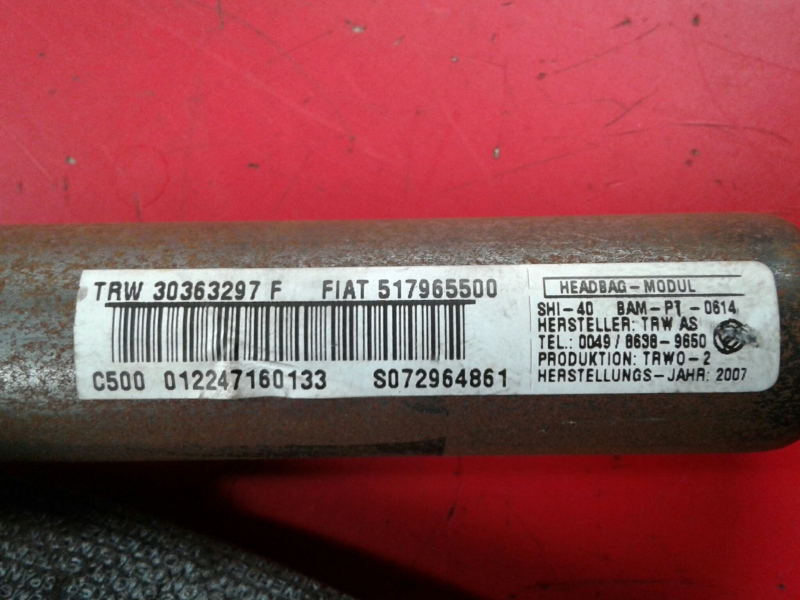 TRW 30363297 F FIAT 517965500
C500 012247160133 S072964861
HEADBAG-MODUL
SHI-40 BAM-PT-0614
HERSTELLER: TRW AS
TEL.: 0049/8638-9650
PRODUKTION: TRWO-2
HERSTELLUNGS-JAHR: 2007